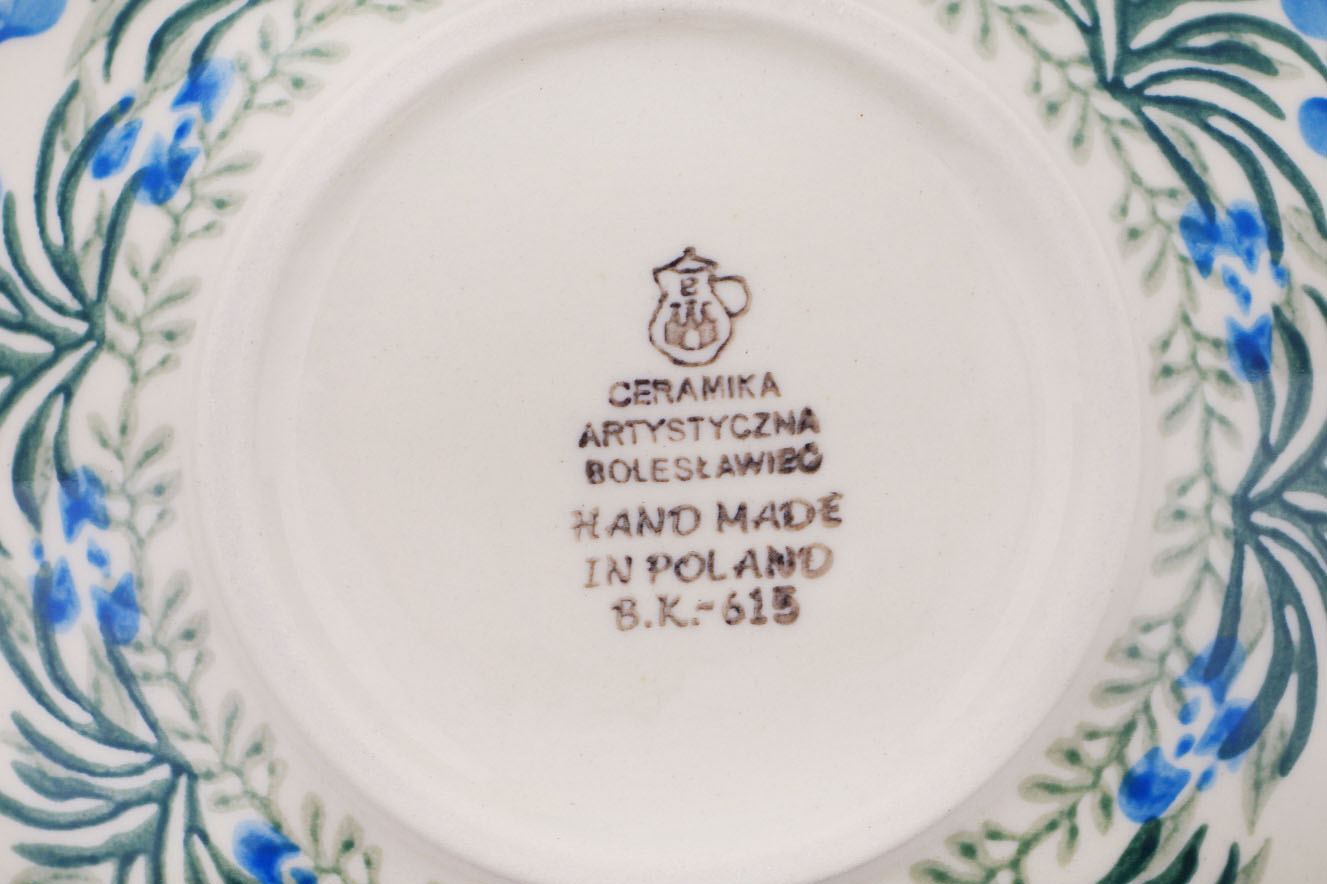 CERAMIKA
ARTYSTYCZNA
BOLESŁAWIEC
HAND MADE
IN POLAND
B.K.-615